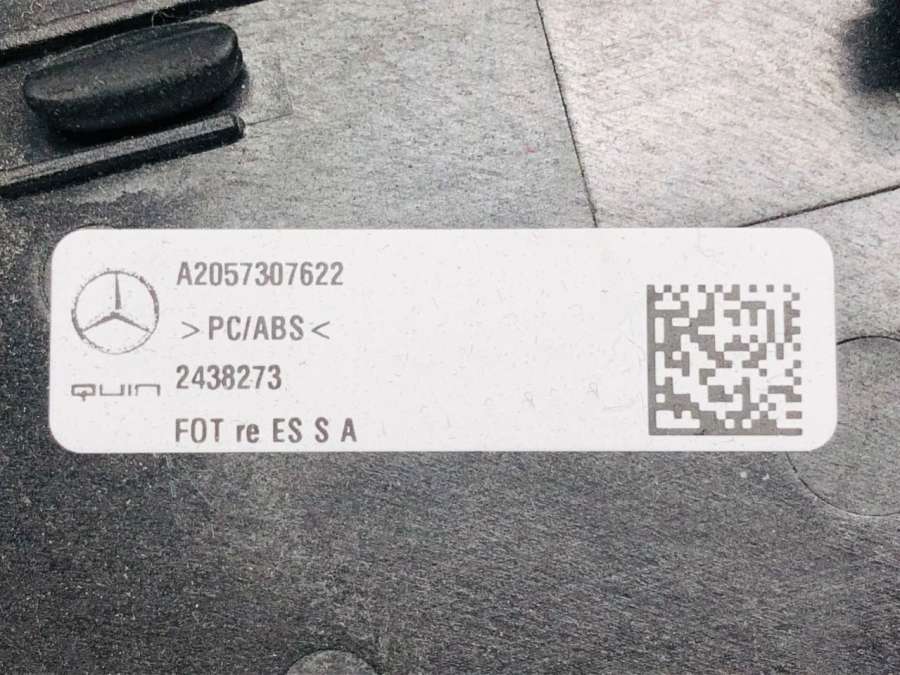 A2057307622
>PC/ABS<
QUIN 2438273
FOT re ES S A